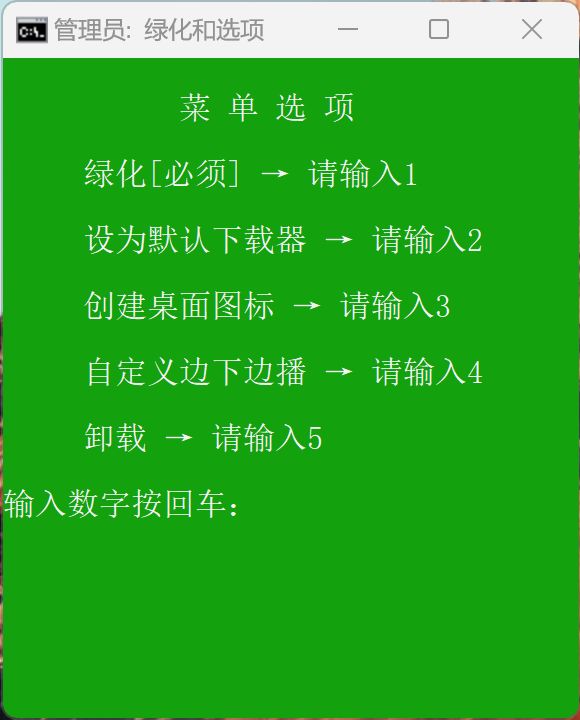 管理员: 绿化和选项
菜 单 选 项
绿化[必须] → 请输入1
设为默认下载器 → 请输入2
创建桌面图标 → 请输入3
自定义边下边播 → 请输入4
卸载 → 请输入5
输入数字按回车: